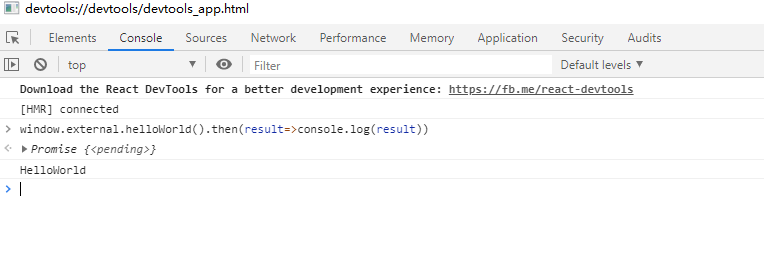 devtools://devtools/devtools_app.html
Elements Console Sources Network Performance Memory Application Security Audits
top Filter Default levels
Download the React DevTools for a better development experience: https://fb.me/react-devtools
[HMR] connected
window.external.helloWorld().then(result=>console.log(result))
Promise {<pending>}
HelloWorld